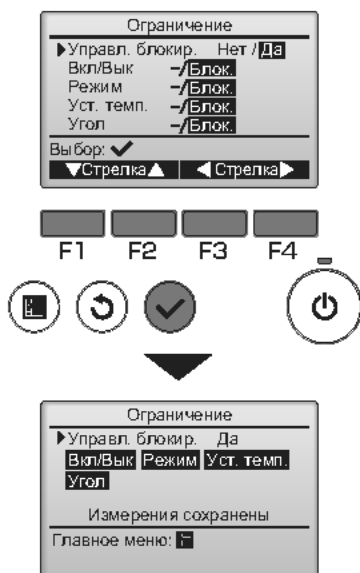 Ограничение
Управл. блокир. Нет / Да
Вкл/Вык –/Блок.
Режим –/Блок.
Уст. темп. –/Блок.
Угол –/Блок.
Выбор: ✔
▼Стрелка▲ ◀Стрелка▶
F1 F2 F3 F4
Ограничение
Управл. блокир. Да
Вкл/Вык Режим Уст. темп.
Угол
Измерения сохранены
Главное меню: